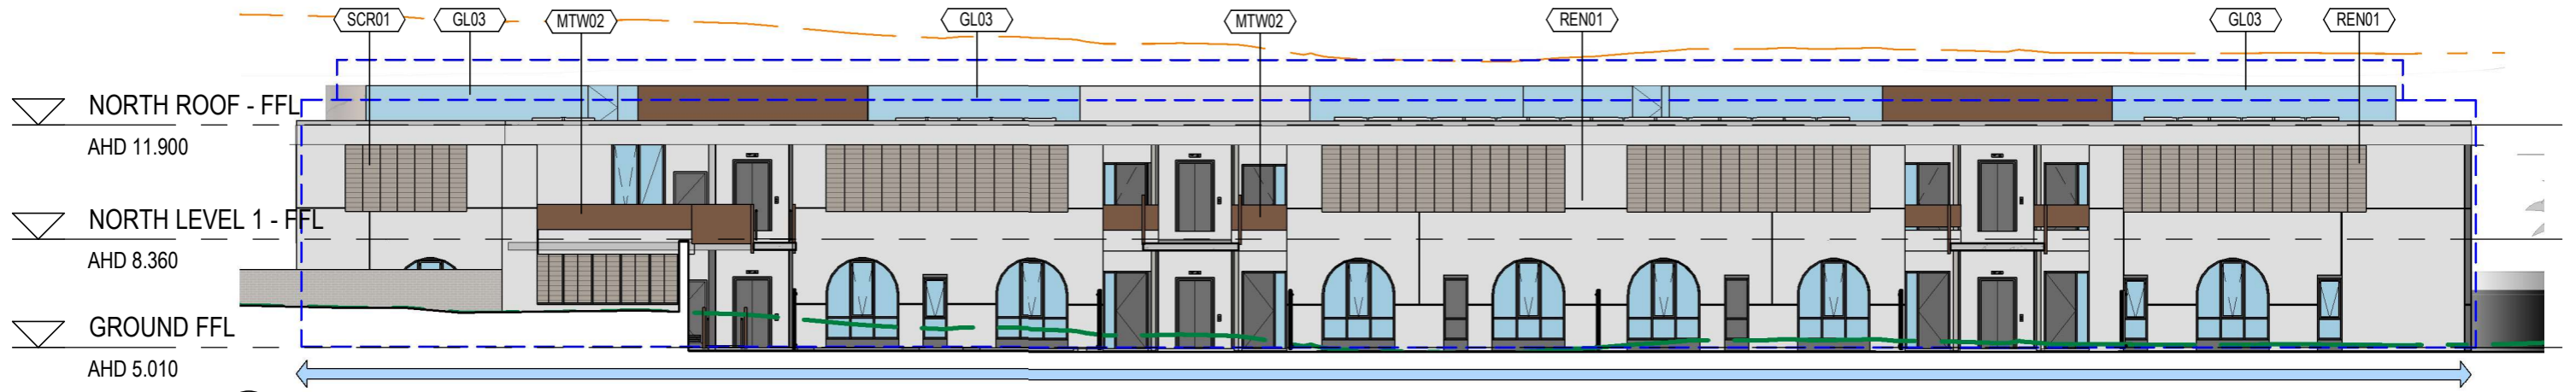 SCR01 GL03 MTW02 GL03 MTW02 REN01 GL03 REN01
NORTH ROOF - FFL
AHD 11.900
NORTH LEVEL 1 - FFL
AHD 8.360
GROUND FFL
AHD 5.010